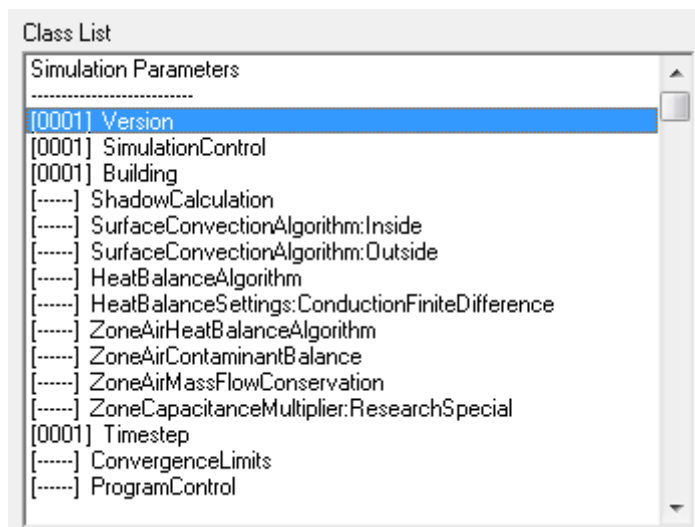 Class List
Simulation Parameters
---------------------------
[0001] Version
[0001] SimulationControl
[0001] Building
[------] ShadowCalculation
[------] SurfaceConvectionAlgorithm:Inside
[------] SurfaceConvectionAlgorithm:Outside
[------] HeatBalanceAlgorithm
[------] HeatBalanceSettings:ConductionFiniteDifference
[------] ZoneAirHeatBalanceAlgorithm
[------] ZoneAirContaminantBalance
[------] ZoneAirMassFlowConservation
[------] ZoneCapacitanceMultiplier:ResearchSpecial
[0001] Timestep
[------] ConvergenceLimits
[------] ProgramControl